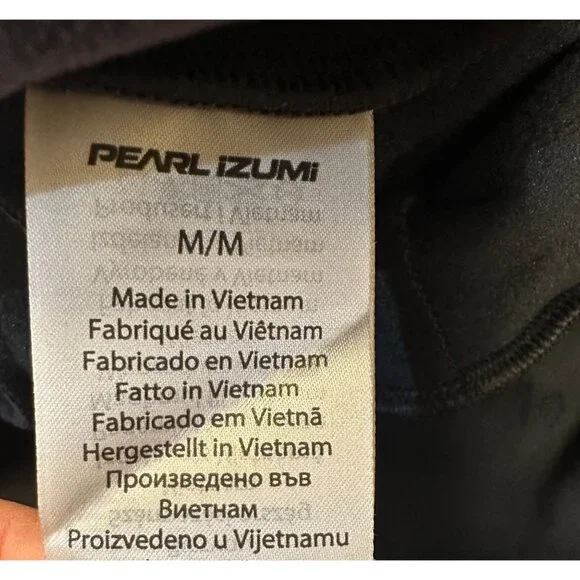 PEARL iZUMi
M/M
Made in Vietnam
Fabriqué au Viêtnam
Fabricado en Vietnam
Fatto in Vietnam
Fabricado em Vietnã
Hergestellt in Vietnam
Произведено във
Виетнам
Proizvedeno u Vijetnamu